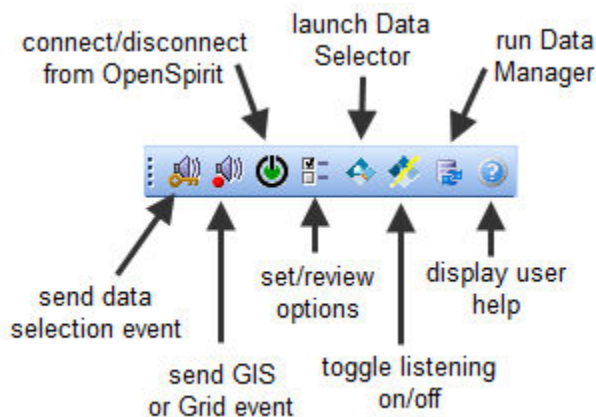 connect/disconnect
from OpenSpirit
launch Data
Selector
run Data
Manager
send data
selection event
send GIS
or Grid event
set/review
options
toggle listening
on/off
display user
help